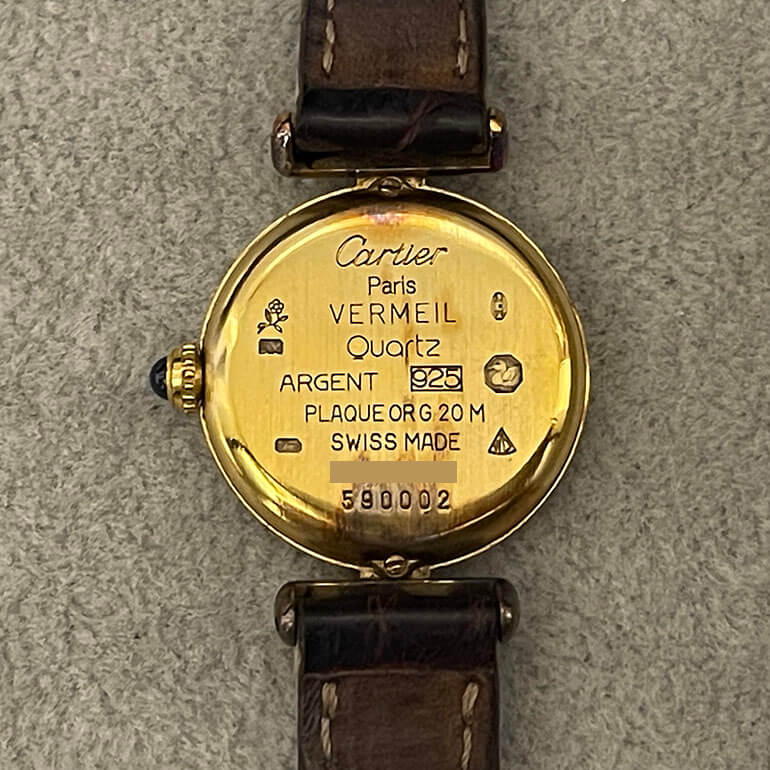 Cartier
Paris
VERMEIL
Quartz
ARGENT 925
PLAQUE OR G 20 M
SWISS MADE
590002